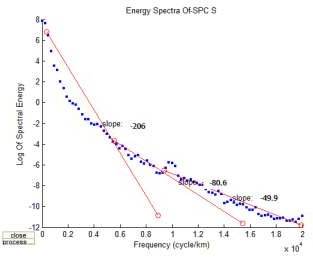 Energy Spectra Of-SPC S
Log Of Spectral Energy
8
6
4
2
0
-2
-4
-6
-8
-10
-12
slope: -206
slope: -80.6
slope: -49.9
0 0.2 0.4 0.6 0.8 1 1.2 1.4 1.6 1.8 2
x 10⁴
Frequency (cycle/km)
close
process